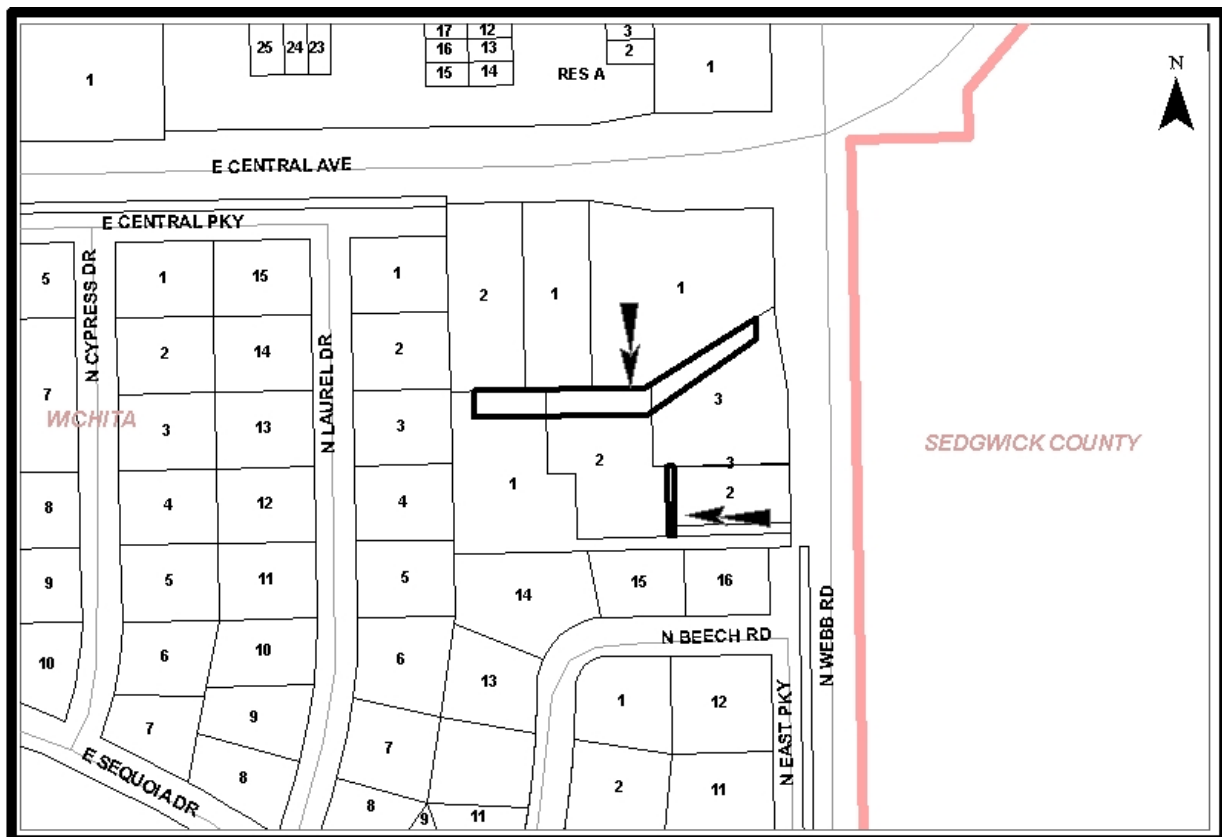 17 12 3
25 24 23 16 13 2
1 15 14 RES A 1 N
E CENTRAL AVE
E CENTRAL PKY
5 N CYPRESS DR 1 15 1 2 1 1
2 14 N LAUREL DR 2
7 3
WICHITA 3 13 3 SEDGWICK COUNTY
1 2 3
2
8 4 12 4
9 5 11 5 14 15 16
N BEECH RD N WEBB RD
10 6 10 6 13
1 12
7 9 7 N EAST PKY
E SEQUOIA DR 8 8 9 11 2 11